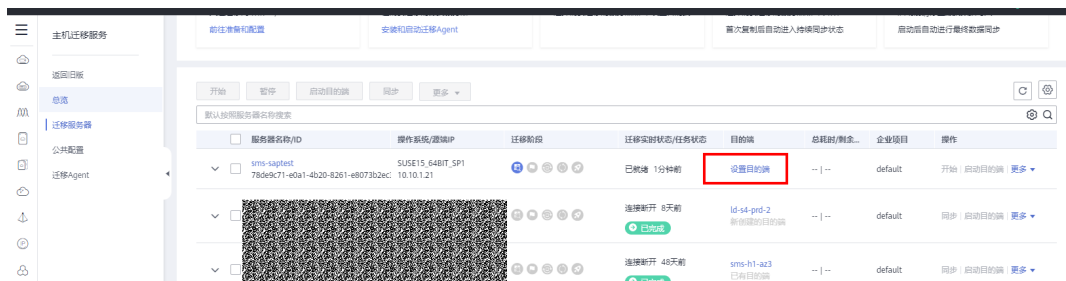 主机迁移服务
返回旧版
总览
迁移服务器
公共配置
迁移Agent
前往准备和配置
安装和启动迁移Agent
首次复制后自动进入持续同步状态
启动后自动进行最终数据同步
开始 暂停 启动目的端 同步 更多
默认按照服务器名称搜索
服务器名称/ID 操作系统/源端IP 迁移阶段 迁移实时状态/任务状态 目的端 总耗时/剩余... 企业项目 操作
sms-saptest SUSE15_64BIT_SP1 已就绪 1分钟前 设置目的端 -- | -- default 开始 | 启动目的端 | 更多
78de9c71-e0a1-4b20-8261-e8073b2ec: 10.10.1.21
连接断开 8天前 ld-s4-prd-2 -- | -- default 同步 | 启动目的端 | 更多
已完成 新创建的目的端
连接断开 48天前 sms-h1-az3 -- | -- default 同步 | 启动目的端 | 更多
已完成 已有目的端